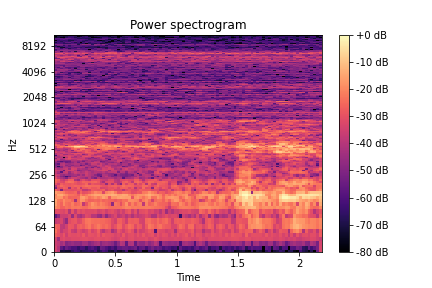 Power spectrogram
8192
4096
2048
1024
512
256
128
64
0
Hz
0
0.5
1
1.5
2
Time
+0 dB
-10 dB
-20 dB
-30 dB
-40 dB
-50 dB
-60 dB
-70 dB
-80 dB